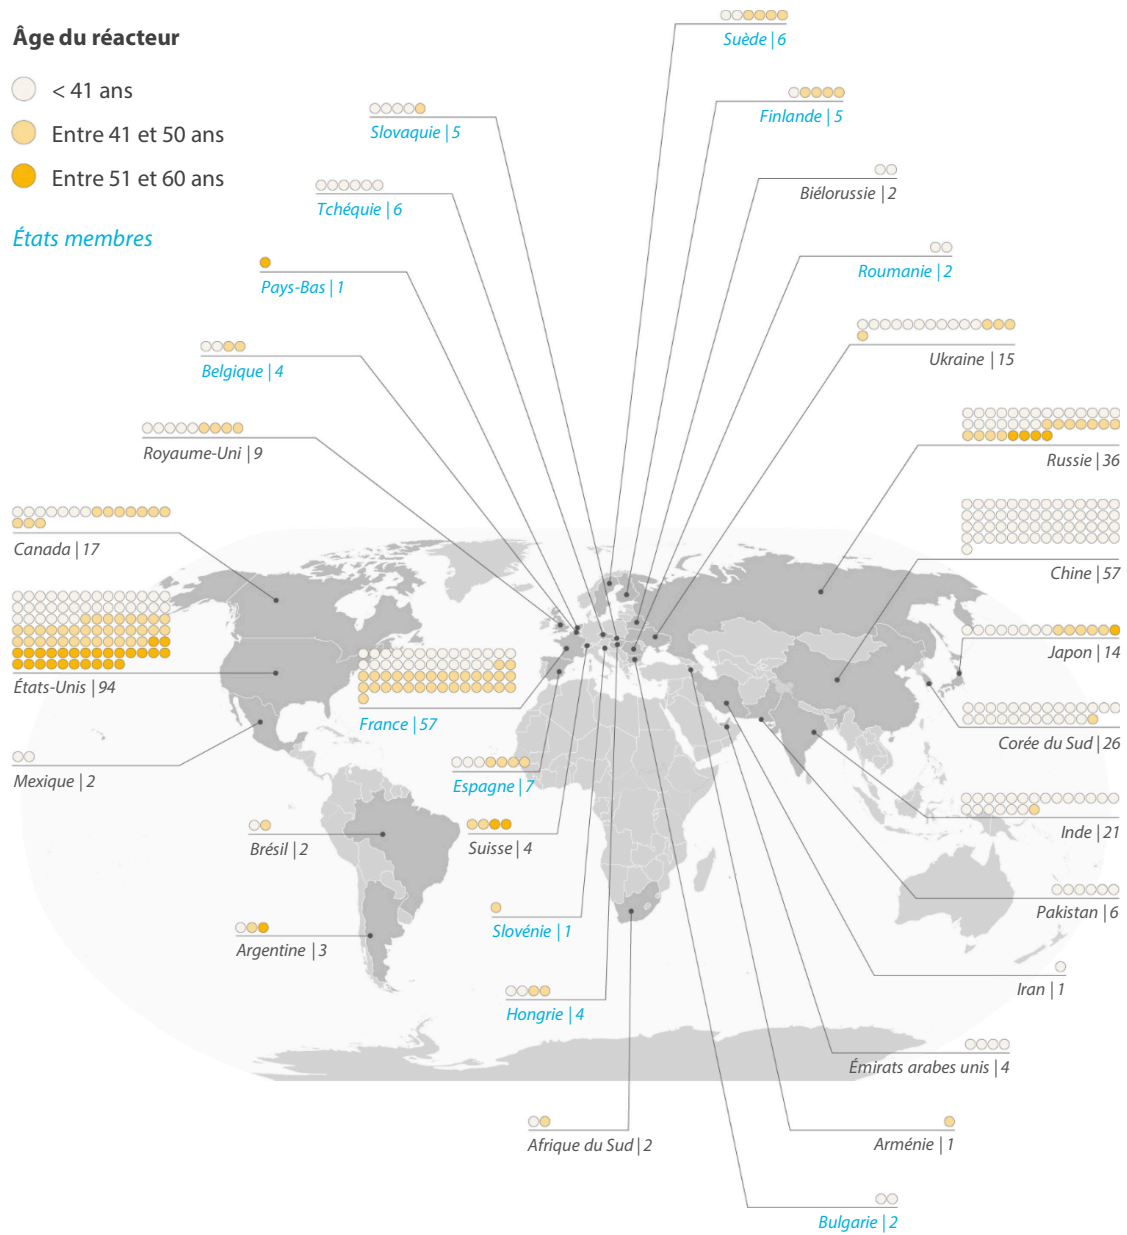 Âge du réacteur
< 41 ans
Entre 41 et 50 ans
Entre 51 et 60 ans
États membres
Suède | 6
Finlande | 5
Slovaquie | 5
Biélorussie | 2
Tchéquie | 6
Roumanie | 2
Pays-Bas | 1
Ukraine | 15
Belgique | 4
Royaume-Uni | 9
Russie | 36
Canada | 17
Chine | 57
Japon | 14
États-Unis | 94
France | 57
Corée du Sud | 26
Mexique | 2
Espagne | 7
Inde | 21
Brésil | 2
Suisse | 4
Pakistan | 6
Slovénie | 1
Argentine | 3
Iran | 1
Hongrie | 4
Émirats arabes unis | 4
Afrique du Sud | 2
Arménie | 1
Bulgarie | 2